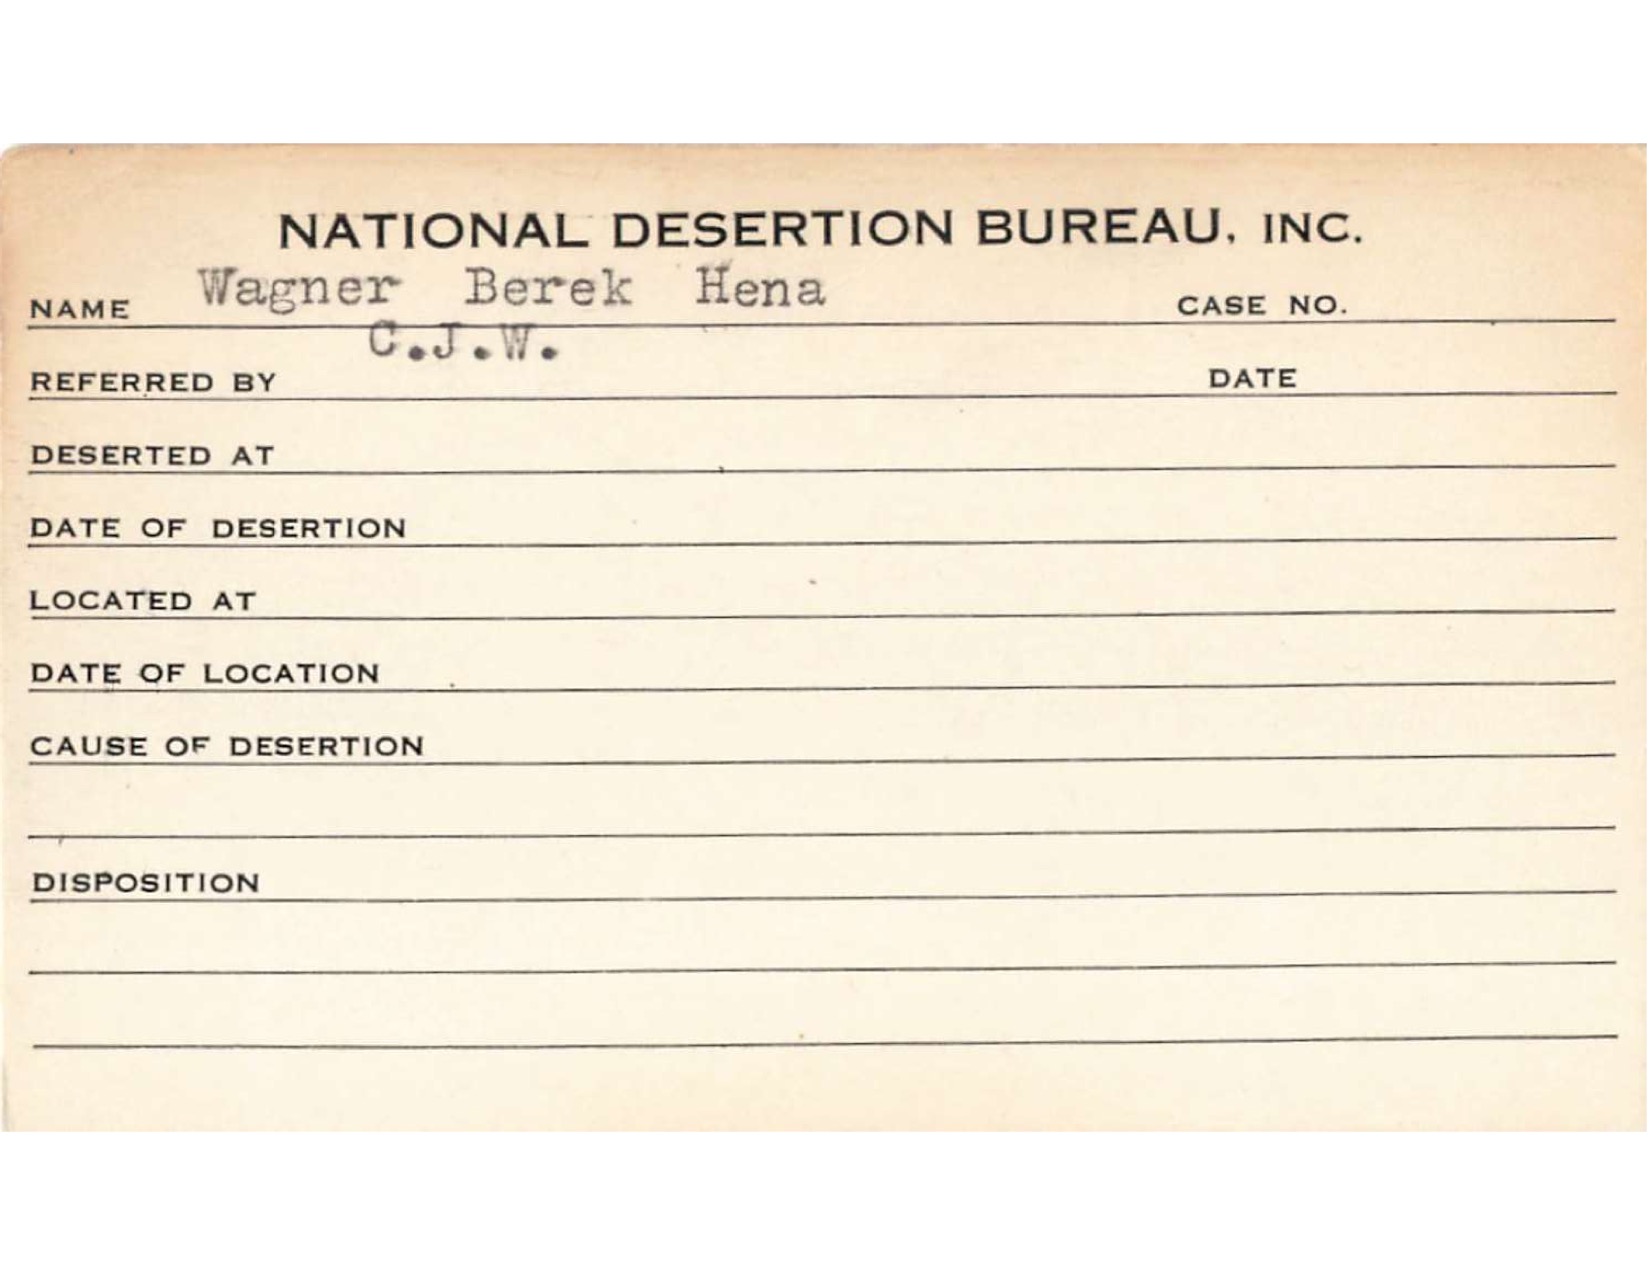 NATIONAL DESERTION BUREAU, INC.
NAME Wagner Berek Hena CASE NO.
C.J.W.
REFERRED BY DATE
DESERTED AT
DATE OF DESERTION
LOCATED AT
DATE OF LOCATION
CAUSE OF DESERTION
DISPOSITION